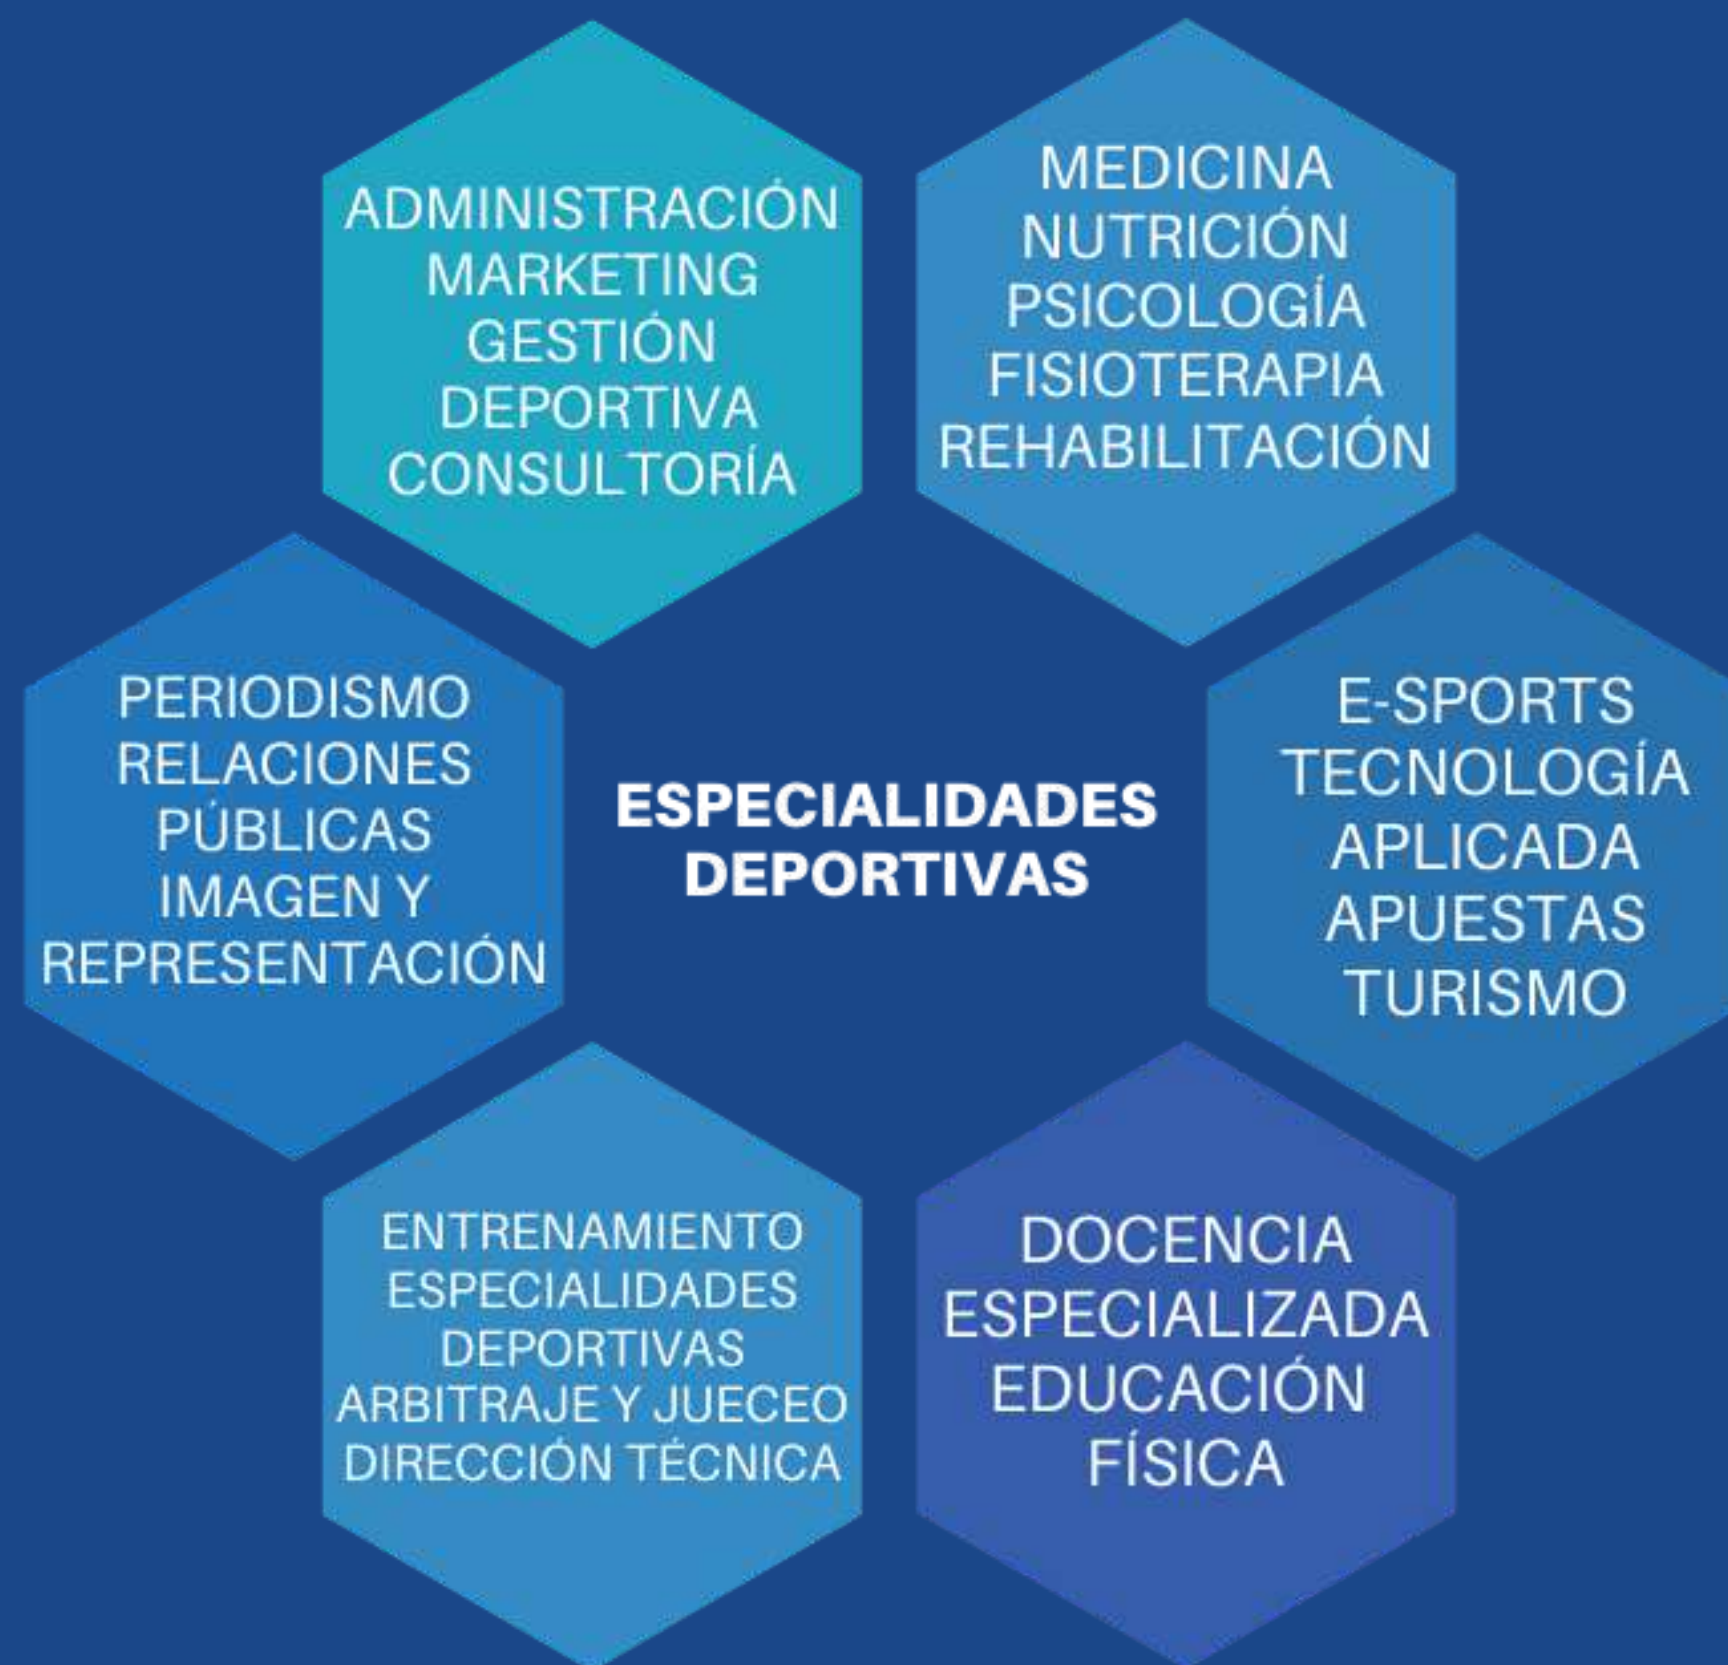 ADMINISTRACIÓN
MARKETING
GESTIÓN
DEPORTIVA
CONSULTORÍA
MEDICINA
NUTRICIÓN
PSICOLOGÍA
FISIOTERAPIA
REHABILITACIÓN
PERIODISMO
RELACIONES
PÚBLICAS
IMAGEN Y
REPRESENTACIÓN
ESPECIALIDADES
DEPORTIVAS
E-SPORTS
TECNOLOGÍA
APLICADA
APUESTAS
TURISMO
ENTRENAMIENTO
ESPECIALIDADES
DEPORTIVAS
ARBITRAJE Y JUECEO
DIRECCIÓN TÉCNICA
DOCENCIA
ESPECIALIZADA
EDUCACIÓN
FÍSICA